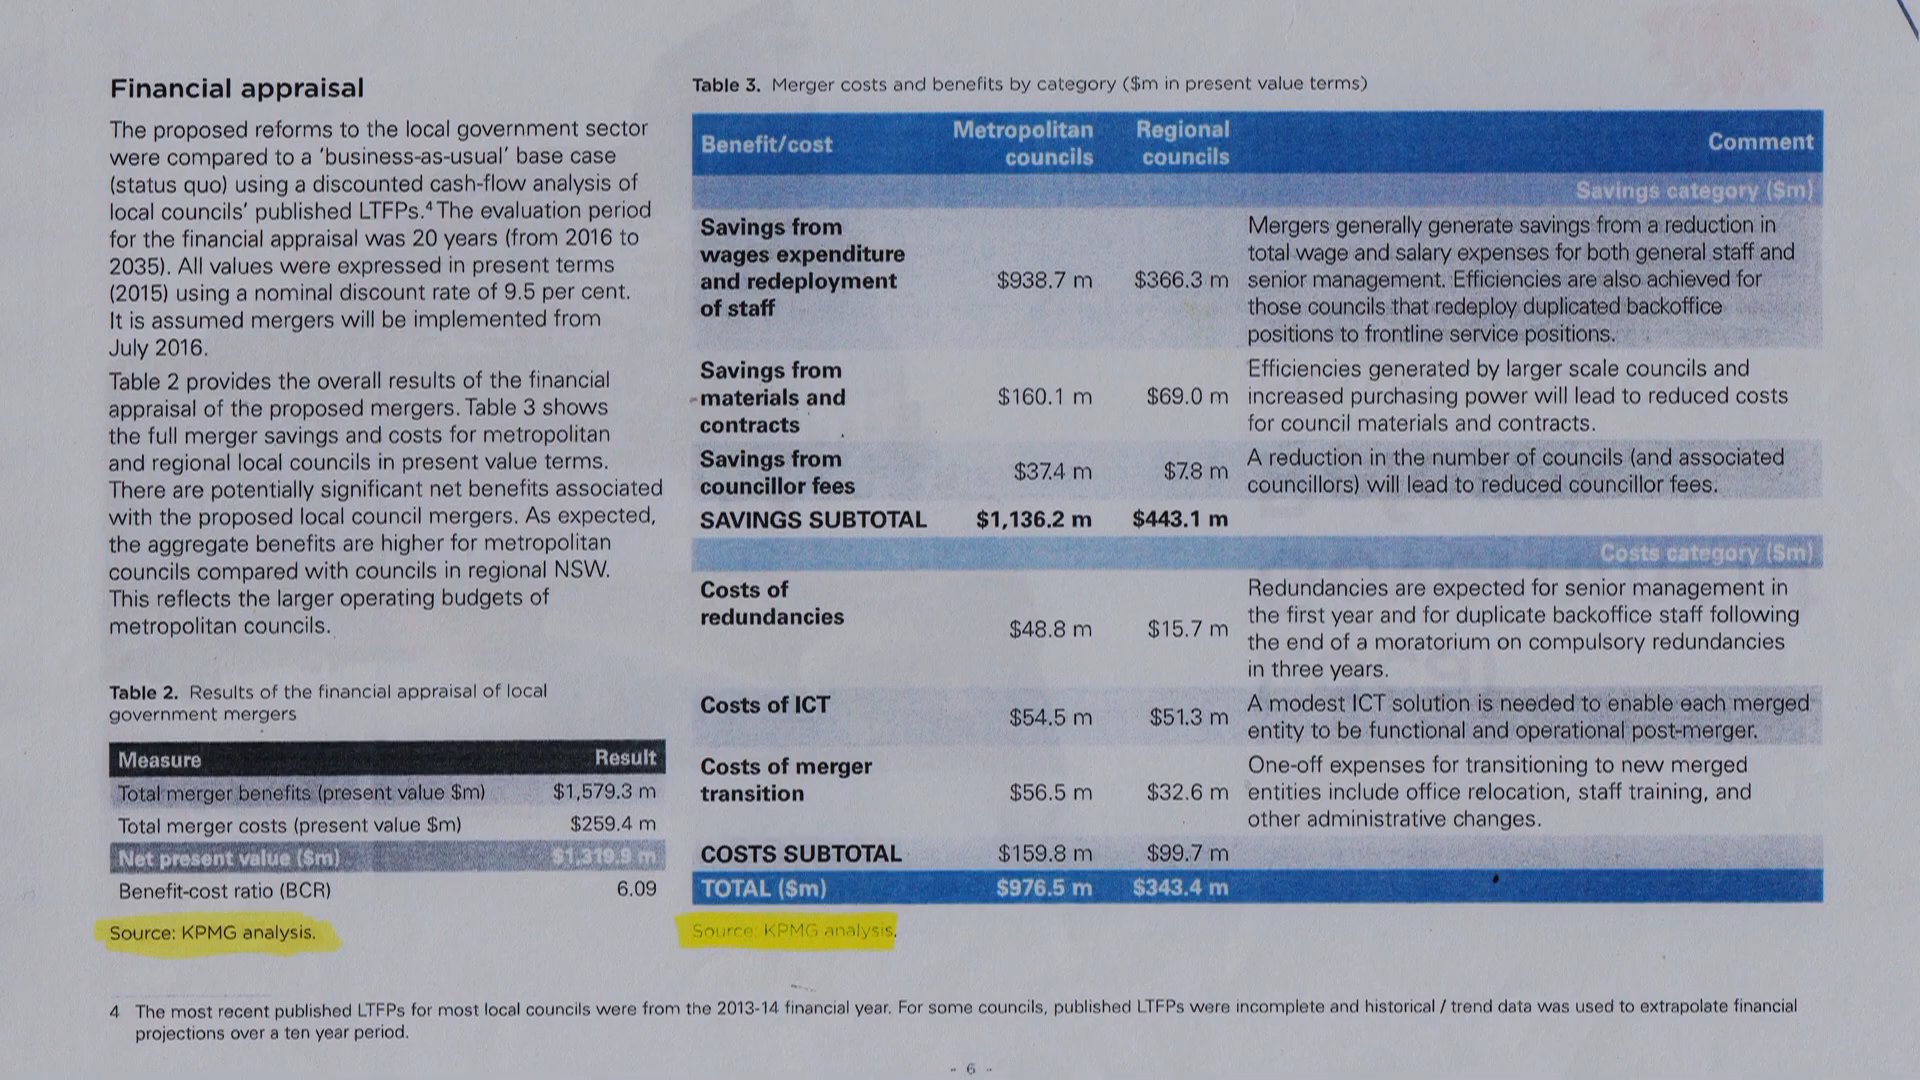 Financial appraisal
The proposed reforms to the local government sector
were compared to a 'business-as-usual' base case
(status quo) using a discounted cash-flow analysis of
local councils' published LTFPs.4 The evaluation period
for the financial appraisal was 20 years (from 2016 to
2035). All values were expressed in present terms
(2015) using a nominal discount rate of 9.5 per cent.
It is assumed mergers will be implemented from
July 2016.
Table 2 provides the overall results of the financial
appraisal of the proposed mergers. Table 3 shows
the full merger savings and costs for metropolitan
and regional local councils in present value terms.
There are potentially significant net benefits associated
with the proposed local council mergers. As expected,
the aggregate benefits are higher for metropolitan
councils compared with councils in regional NSW.
This reflects the larger operating budgets of
metropolitan councils.
Table 2. Results of the financial appraisal of local
government mergers
Measure Result
Total merger benefits (present value $m) $1,579.3 m
Total merger costs (present value $m) $259.4 m
Net present value ($m) $1,319.9 m
Benefit-cost ratio (BCR) 6.09
Source: KPMG analysis.
Table 3. Merger costs and benefits by category ($m in present value terms)
Benefit/cost Metropolitan councils Regional councils Comment
Savings category ($m)
Savings from
wages expenditure
and redeployment
of staff
$938.7 m $366.3 m
Mergers generally generate savings from a reduction in
total wage and salary expenses for both general staff and
senior management. Efficiencies are also achieved for
those councils that redeploy duplicated backoffice
positions to frontline service positions.
Savings from
materials and
contracts
$160.1 m $69.0 m
Efficiencies generated by larger scale councils and
increased purchasing power will lead to reduced costs
for council materials and contracts.
Savings from
councillor fees
$37.4 m $7.8 m
A reduction in the number of councils (and associated
councillors) will lead to reduced councillor fees.
SAVINGS SUBTOTAL $1,136.2 m $443.1 m
Costs category ($m)
Costs of
redundancies
$48.8 m $15.7 m
Redundancies are expected for senior management in
the first year and for duplicate backoffice staff following
the end of a moratorium on compulsory redundancies
in three years.
Costs of ICT
$54.5 m $51.3 m
A modest ICT solution is needed to enable each merged
entity to be functional and operational post-merger.
Costs of merger
transition
$56.5 m $32.6 m
One-off expenses for transitioning to new merged
entities include office relocation, staff training, and
other administrative changes.
COSTS SUBTOTAL $159.8 m $99.7 m
TOTAL ($m) $976.5 m $343.4 m
Source: KPMG analysis.
4 The most recent published LTFPs for most local councils were from the 2013-14 financial year. For some councils, published LTFPs were incomplete and historical / trend data was used to extrapolate financial
projections over a ten year period.
- 6 -